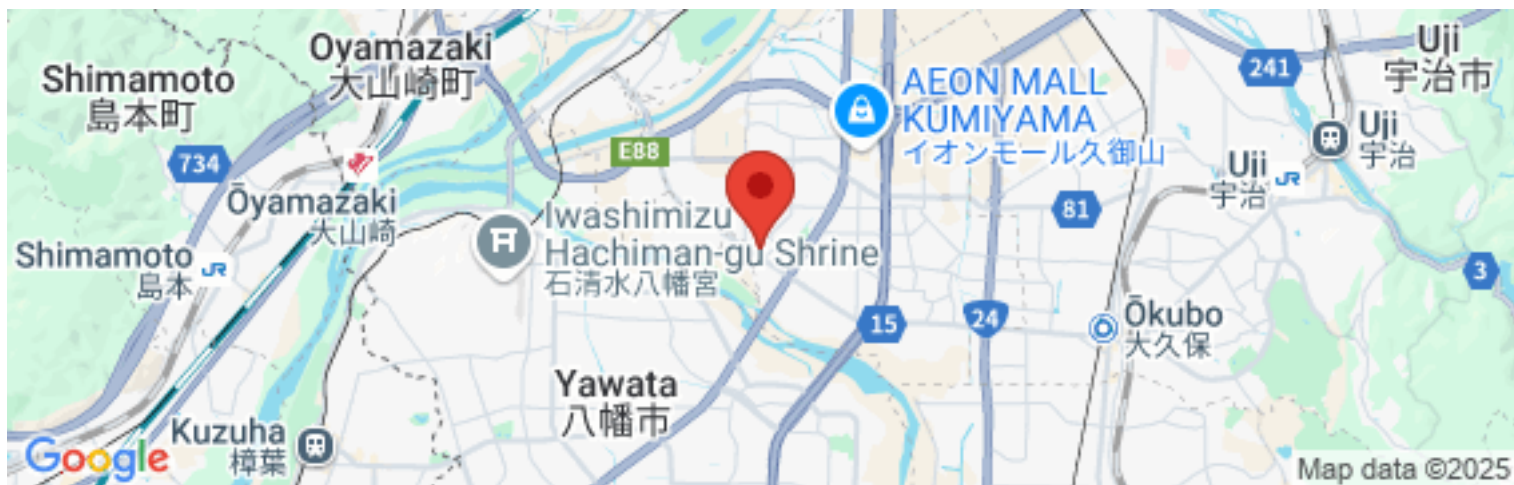 Shimamoto
島本町
Oyamazaki
大山崎町
AEON MALL
KUMIYAMA
イオンモール久御山
241
Uji
宇治市
734
E88
Uji
宇治
Uji
宇治
JR
81
Ōyamazaki
大山崎
Iwashimizu
Hachiman-gu Shrine
石清水八幡宮
Shimamoto
島本
JR
3
15
24
Ōkubo
大久保
Yawata
八幡市
Kuzuha
樟葉
Google
Map data ©2025